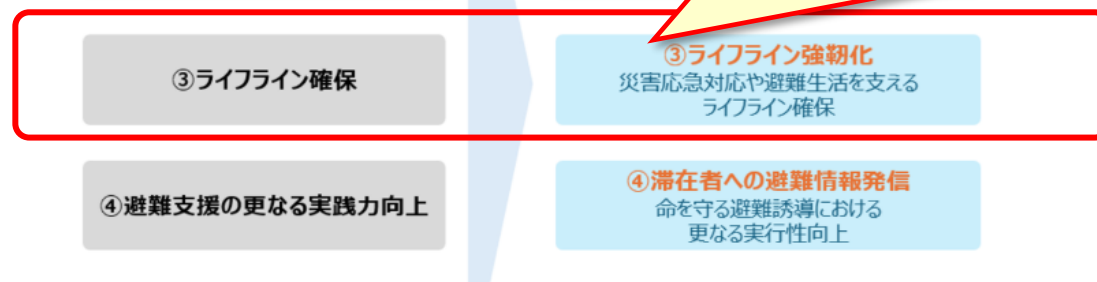 ③ライフライン確保
③ライフライン強靭化
災害応急対応や避難生活を支える
ライフライン確保
④避難支援の更なる実践力向上
④滞在者への避難情報発信
命を守る避難誘導における
更なる実行性向上